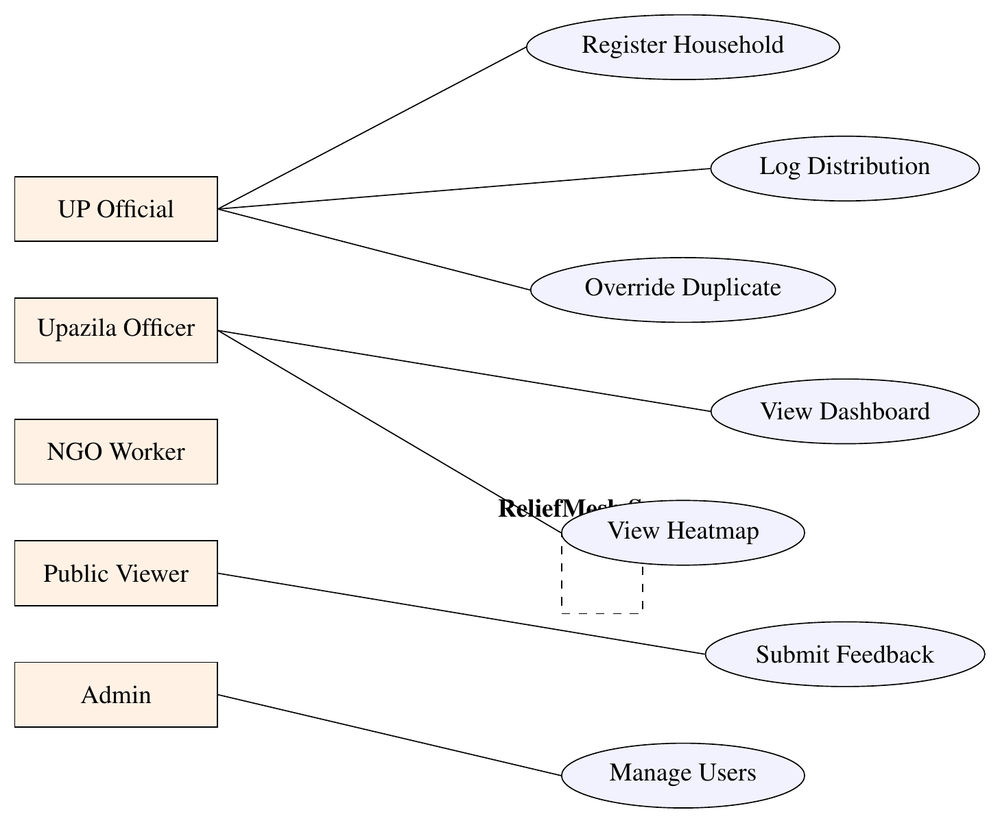 Register Household
Log Distribution
UP Official
Override Duplicate
Upazila Officer
View Dashboard
NGO Worker
ReliefMesh
View Heatmap
Public Viewer
Submit Feedback
Admin
Manage Users